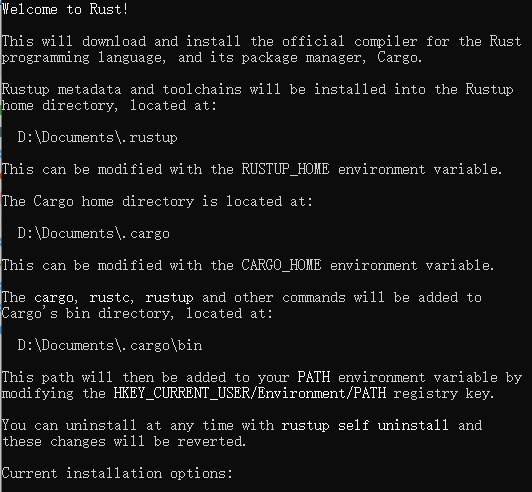 Welcome to Rust!
This will download and install the official compiler for the Rust
programming language, and its package manager, Cargo.
Rustup metadata and toolchains will be installed into the Rustup
home directory, located at:
D:\Documents\.rustup
This can be modified with the RUSTUP_HOME environment variable.
The Cargo home directory is located at:
D:\Documents\.cargo
This can be modified with the CARGO_HOME environment variable.
The cargo, rustc, rustup and other commands will be added to
Cargo's bin directory, located at:
D:\Documents\.cargo\bin
This path will then be added to your PATH environment variable by
modifying the HKEY_CURRENT_USER/Environment/PATH registry key.
You can uninstall at any time with rustup self uninstall and
these changes will be reverted.
Current installation options: